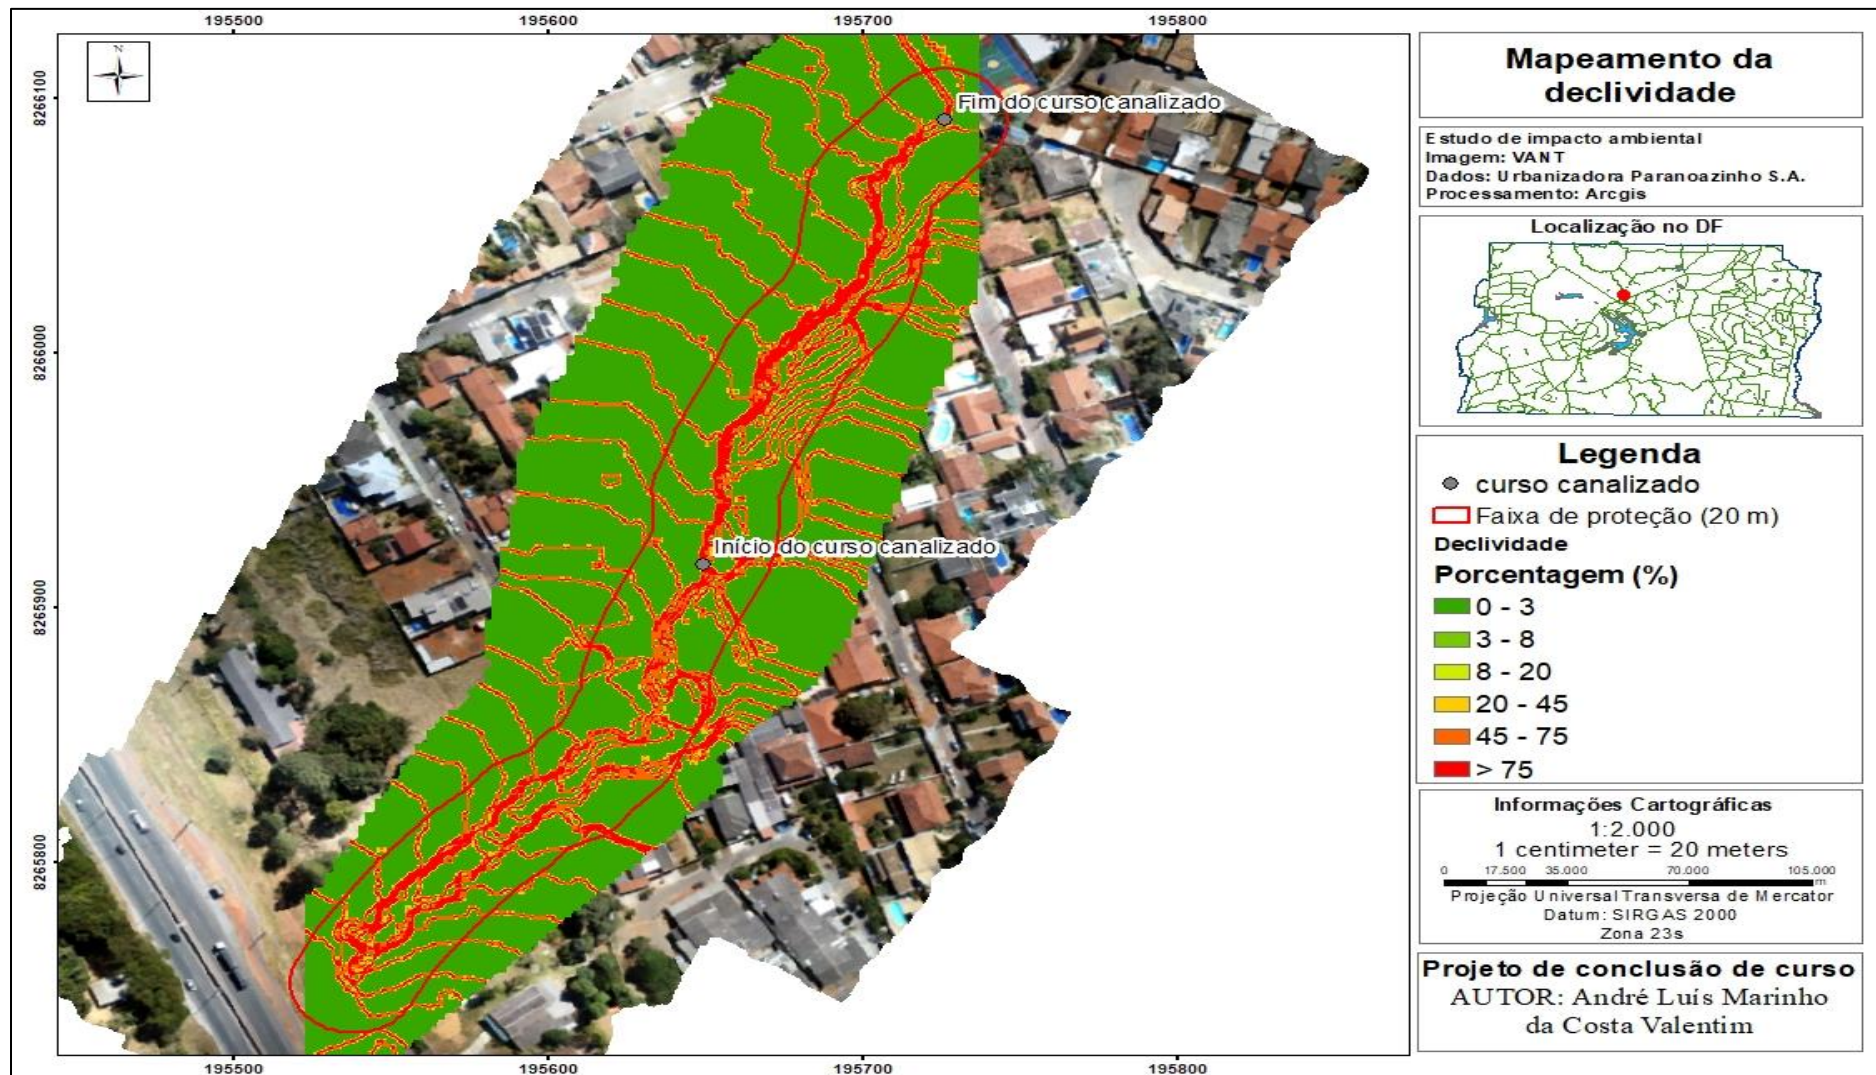 195500
195600
195700
195800
N
8266100
8266000
8265900
8265800
Fim do curso canalizado
Início do curso canalizado
195500
195600
195700
195800
Mapeamento da
declividade
Estudo de impacto ambiental
Imagem: VANT
Dados: Urbanizadora Paranoazinho S.A.
Processamento: Arcgis
Localização no DF
Legenda
curso canalizado
Faixa de proteção (20 m)
Declividade
Porcentagem (%)
0 - 3
3 - 8
8 - 20
20 - 45
45 - 75
> 75
Informações Cartográficas
1:2.000
1 centimeter = 20 meters
0 17.500 35.000 70.000 105.000
m
Projeção Universal Transversa de Mercator
Datum: SIRGAS 2000
Zona 23s
Projeto de conclusão de curso
AUTOR: André Luís Marinho
da Costa Valentim